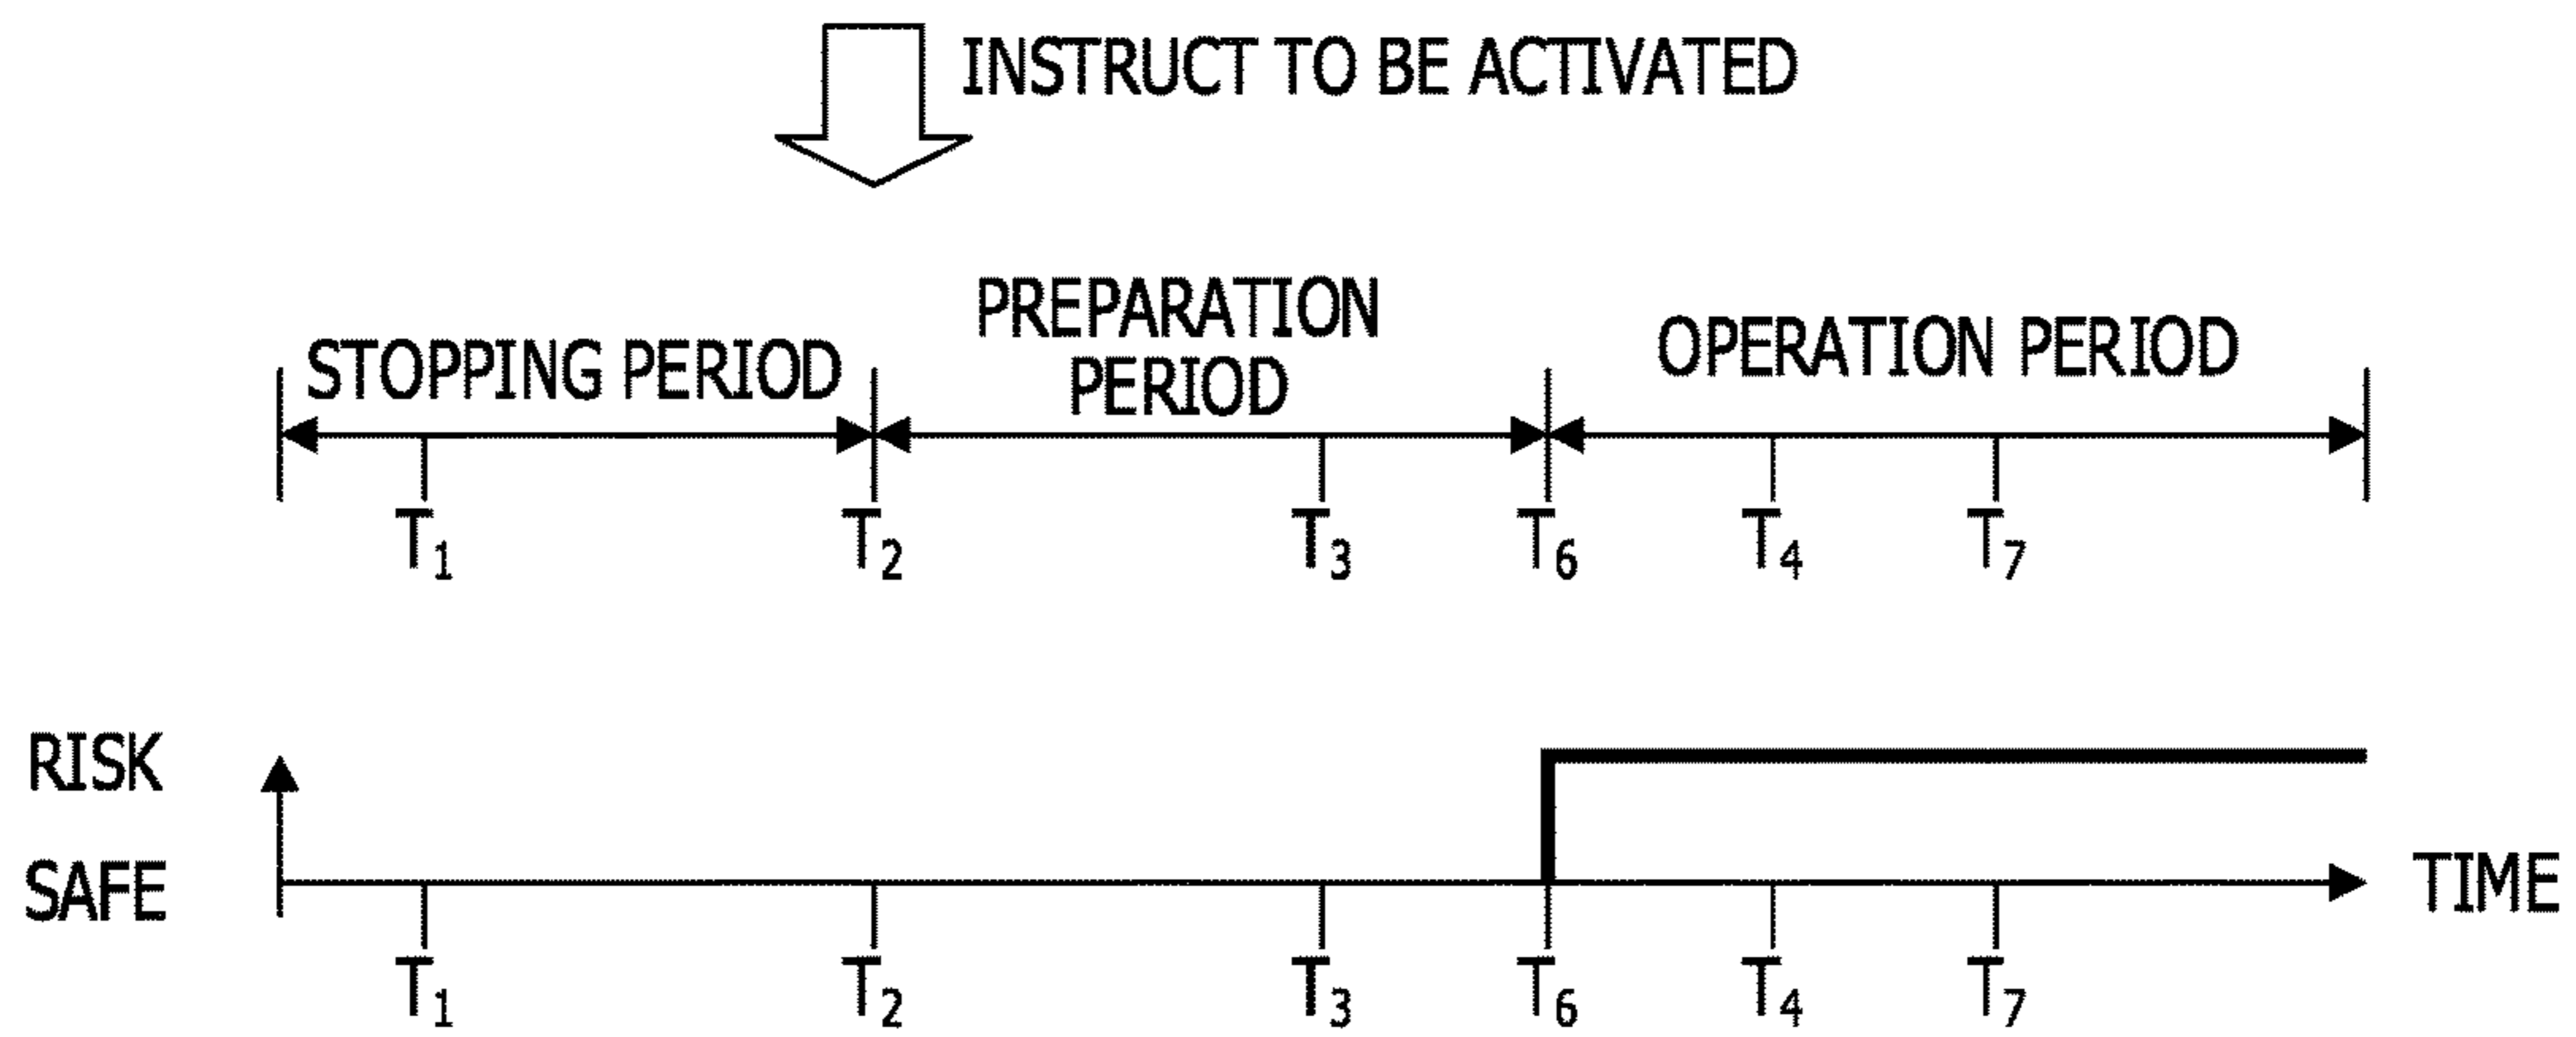 INSTRUCT TO BE ACTIVATED
STOPPING PERIOD
PREPARATION
PERIOD
OPERATION PERIOD
T1 T2 T3 T6 T4 T7
RISK
SAFE
TIME
T1 T2 T3 T6 T4 T7